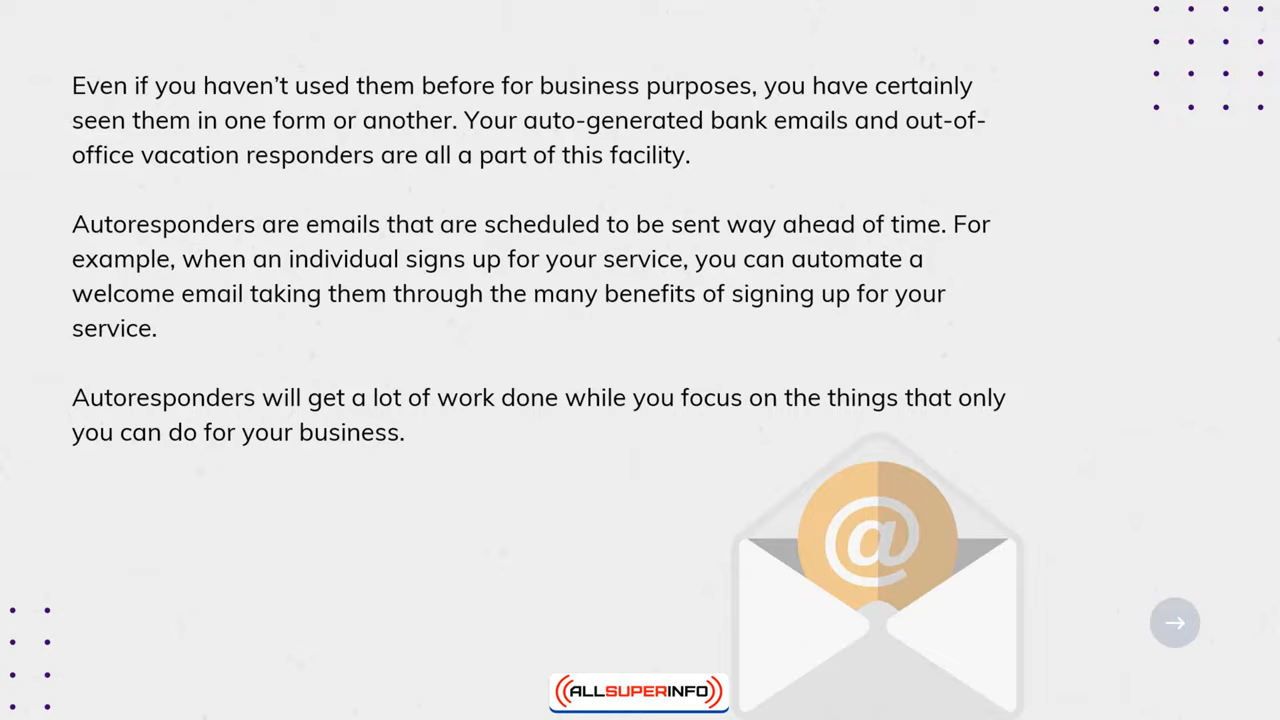 Even if you haven’t used them before for business purposes, you have certainly
seen them in one form or another. Your auto-generated bank emails and out-of-
office vacation responders are all a part of this facility.
Autoresponders are emails that are scheduled to be sent way ahead of time. For
example, when an individual signs up for your service, you can automate a
welcome email taking them through the many benefits of signing up for your
service.
Autoresponders will get a lot of work done while you focus on the things that only
you can do for your business.
@
ALLSUPERINFO